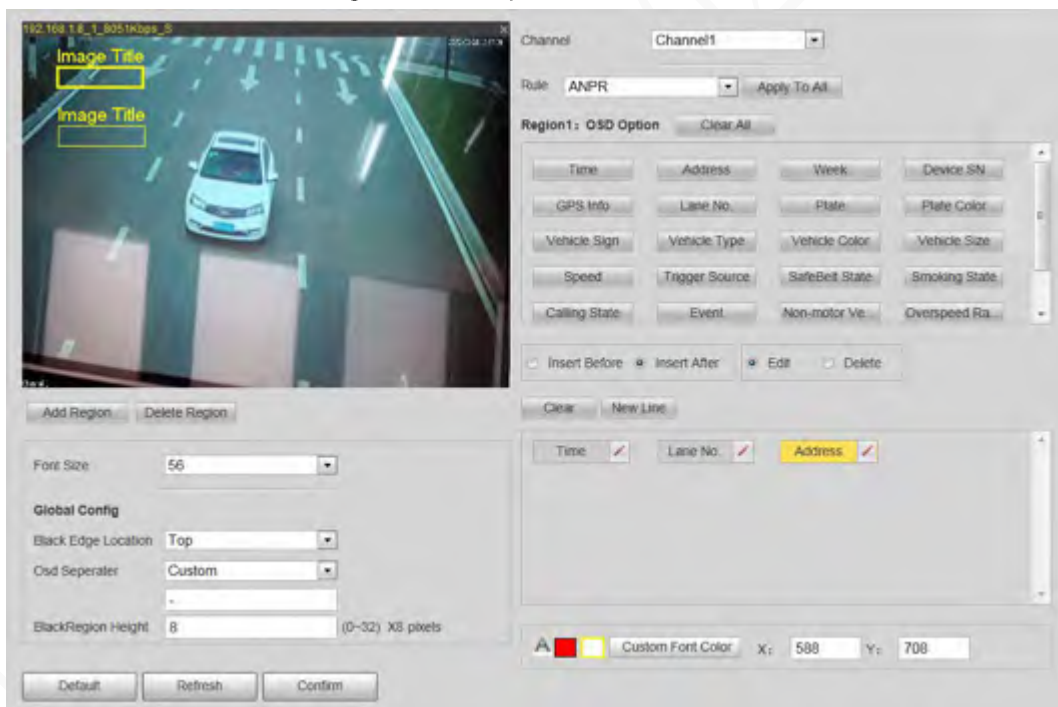 192.168.1.8_1_8051Kbps_S
Image Title
Image Title
Add Region Delete Region
Font Size 56
Global Config
Black Edge Location Top
Osd Seperater Custom
-
BlackRegion Height 8 (0~32) X8 pixels
Default Refresh Confirm
Channel Channel1
Rule ANPR Apply To All
Region1: OSD Option Clear All
Time Address Week Device SN
GPS Info Lane No. Plate Plate Color
Vehicle Sign Vehicle Type Vehicle Color Vehicle Size
Speed Trigger Source SafeBelt State Smoking State
Calling State Event Non-motor Ve... Overspeed Ra...
Insert Before Insert After Edit Delete
Clear New Line
Time Lane No. Address
A Custom Font Color X: 588 Y: 708